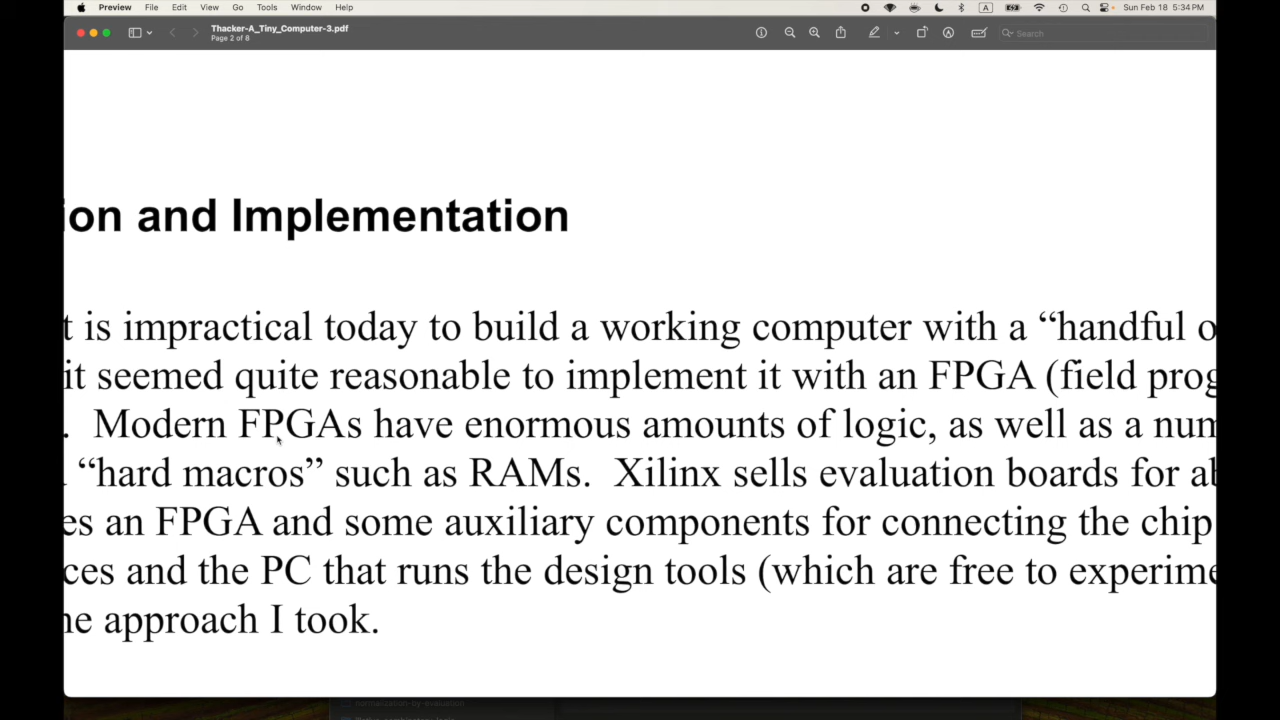 Preview File Edit View Go Tools Window Help
Sun Feb 18 5:34 PM
Thacker-A_Tiny_Computer-3.pdf
Page 2 of 8
Search
ion and Implementation
t is impractical today to build a working computer with a “handful o
it seemed quite reasonable to implement it with an FPGA (field prog
. Modern FPGAs have enormous amounts of logic, as well as a num
“hard macros” such as RAMs. Xilinx sells evaluation boards for ab
es an FPGA and some auxiliary components for connecting the chip
ces and the PC that runs the design tools (which are free to experime
he approach I took.